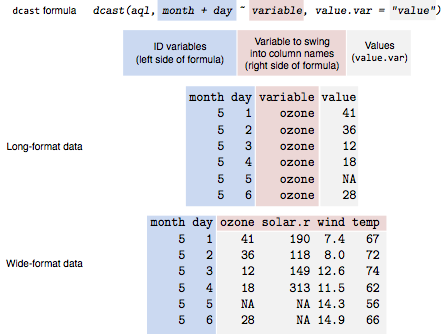 dcast formula dcast(aql, month + day ~ variable, value.var = "value")
ID variables Variable to swing Values
(left side of formula) into column names (value.var)
(right side of formula)
month day variable value
5 1 ozone 41
5 2 ozone 36
5 3 ozone 12
Long-format data 5 4 ozone 18
5 5 ozone NA
5 6 ozone 28
month day ozone solar.r wind temp
5 1 41 190 7.4 67
5 2 36 118 8.0 72
Wide-format data 5 3 12 149 12.6 74
5 4 18 313 11.5 62
5 5 NA NA 14.3 56
5 6 28 NA 14.9 66